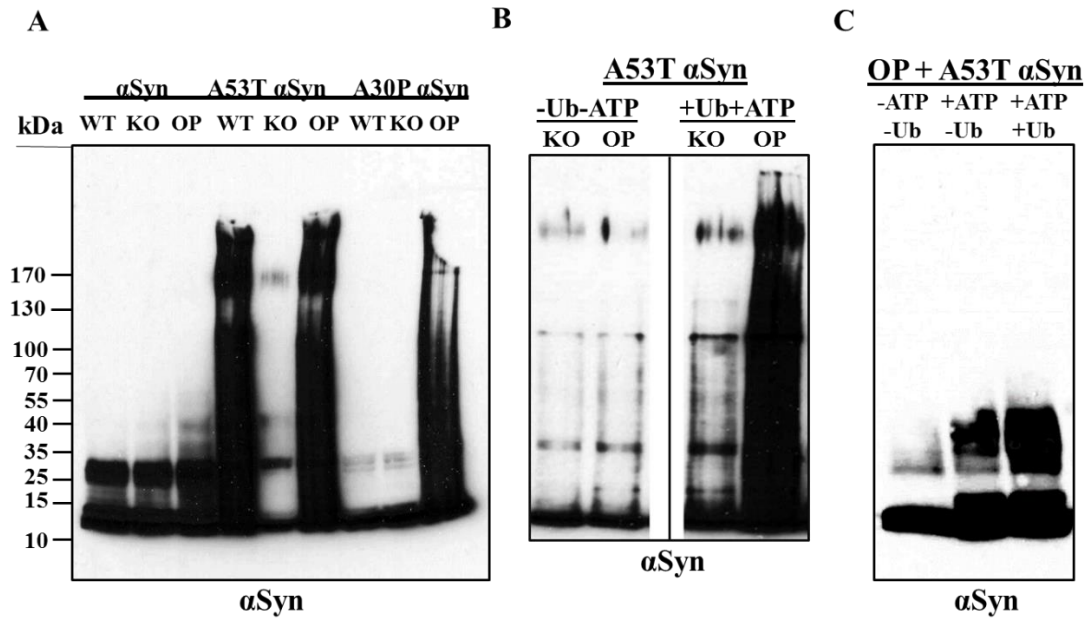 A
αSyn A53T αSyn A30P αSyn
kDa WT KO OP WT KO OP WT KO OP
170
130
100
70
55
40
35
25
15
10
αSyn
B
A53T αSyn
-Ub-ATP +Ub+ATP
KO OP KO OP
αSyn
C
OP + A53T αSyn
-ATP +ATP +ATP
-Ub -Ub +Ub
αSyn